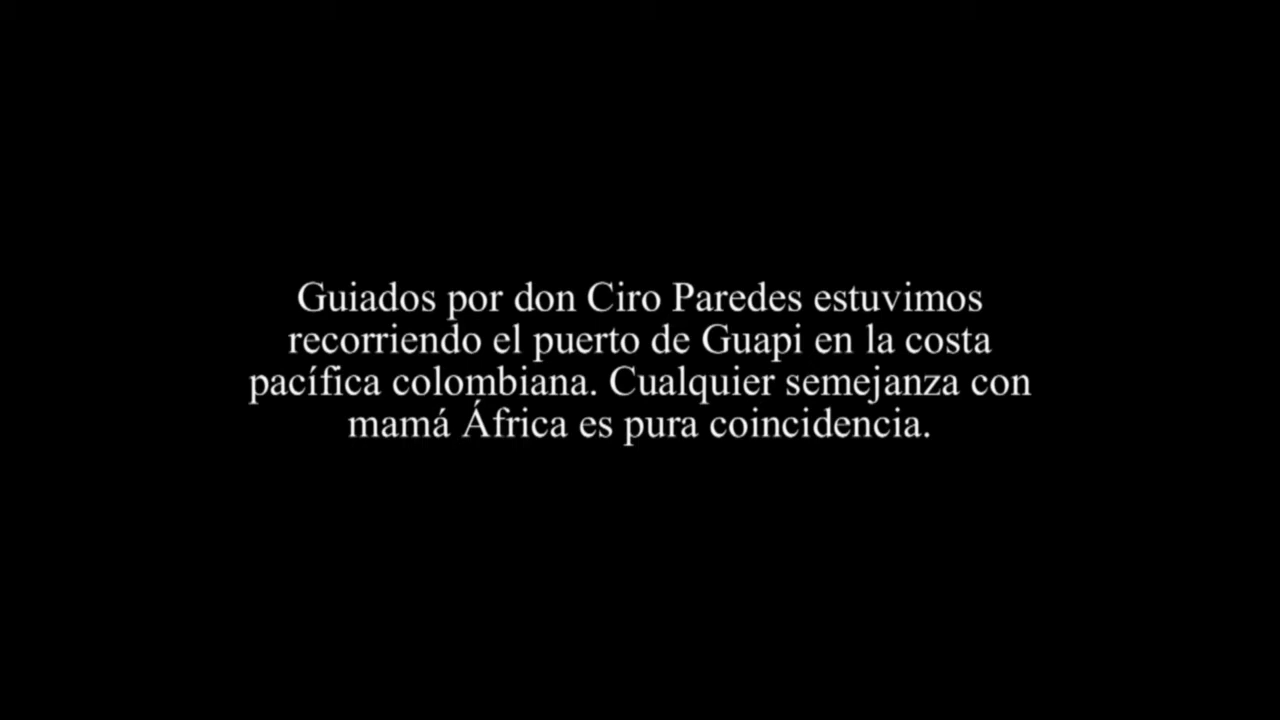 Guiados por don Ciro Paredes estuvimos
recorriendo el puerto de Guapi en la costa
pacífica colombiana. Cualquier semejanza con
mamá África es pura coincidencia.